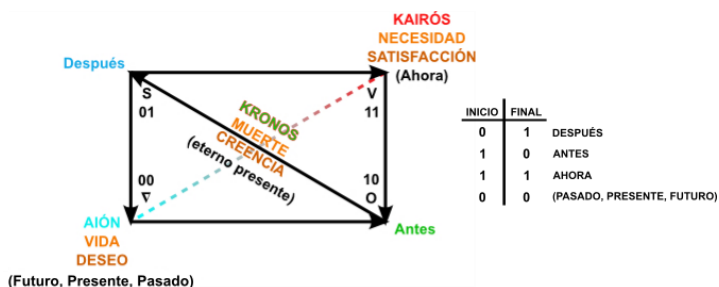 KAIRÓS
NECESIDAD
SATISFACCIÓN
(Ahora)
Después
S
01
V
11
KRONOS
MUERTE
CREENCIA
(eterno presente)
00
∇
10
O
AIÓN
VIDA
DESEO
(Futuro, Presente, Pasado)
Antes
INICIO FINAL
0 1 DESPUÉS
1 0 ANTES
1 1 AHORA
0 0 (PASADO, PRESENTE, FUTURO)